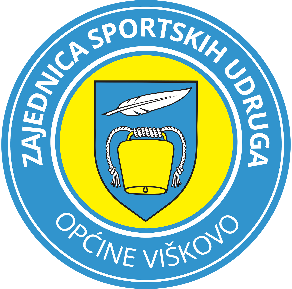 ZAJEDNICA SPORTSKIH UDRUGA
OPĆINE VIŠKOVO